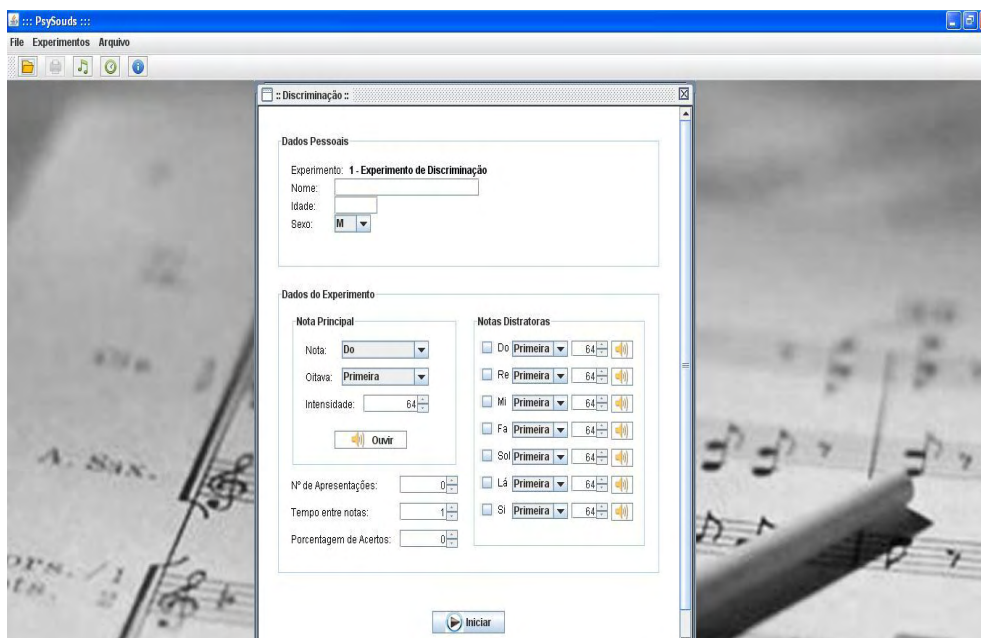 ::: PsySouds :::
File Experimentos Arquivo
:: Discriminação ::
Dados Pessoais
Experimento: 1 - Experimento de Discriminação
Nome:
Idade:
Sexo: M
Dados do Experimento
Nota Principal
Nota: Do
Oitava: Primeira
Intensidade: 64
Ouvir
Nº de Apresentações: 0
Tempo entre notas: 1
Porcentagem de Acertos: 0
Notas Distratoras
Do Primeira 64
Re Primeira 64
Mi Primeira 64
Fa Primeira 64
Sol Primeira 64
Lá Primeira 64
Si Primeira 64
Iniciar
A. Sax.